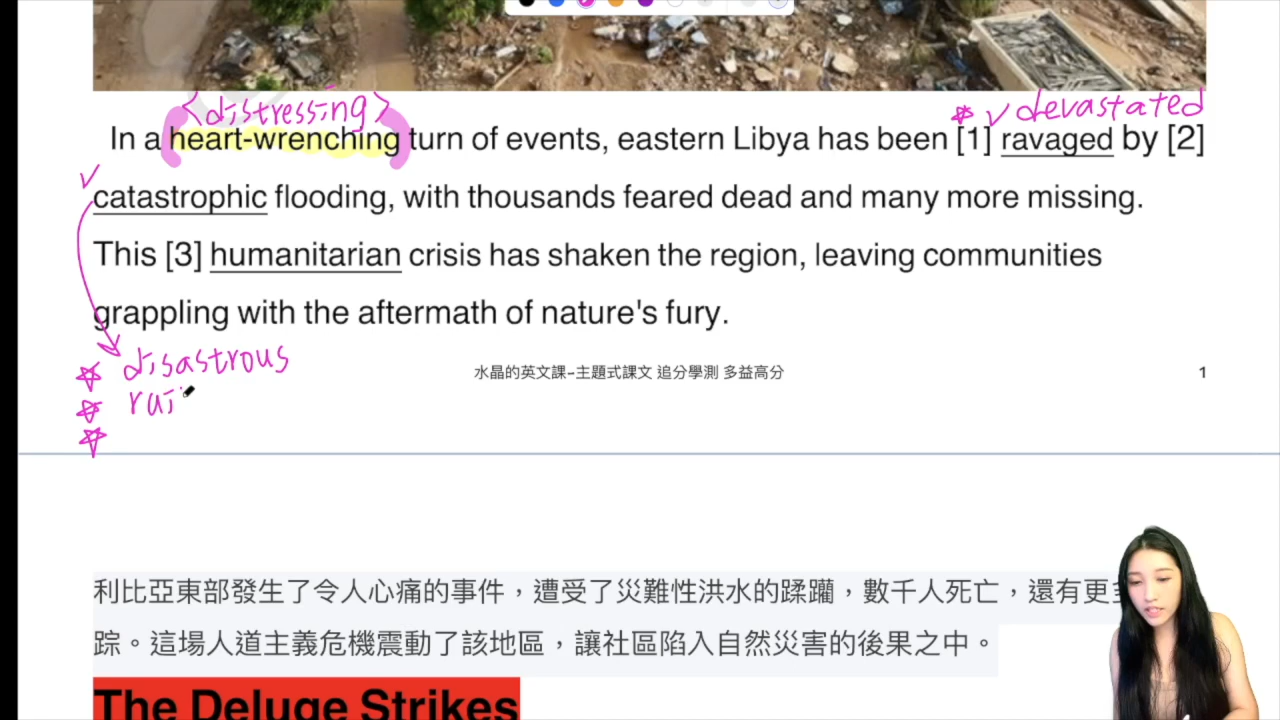 <distressing>
devastated
In a heart-wrenching turn of events, eastern Libya has been [1] ravaged by [2]
catastrophic flooding, with thousands feared dead and many more missing.
This [3] humanitarian crisis has shaken the region, leaving communities
grappling with the aftermath of nature's fury.
disastrous
rui
水晶的英文課-主題式課文 追分學測 多益高分
1
利比亞東部發生了令人心痛的事件，遭受了災難性洪水的蹂躪，數千人死亡，還有更
踪。這場人道主義危機震動了該地區，讓社區陷入自然災害的後果之中。
The Deluge Strikes